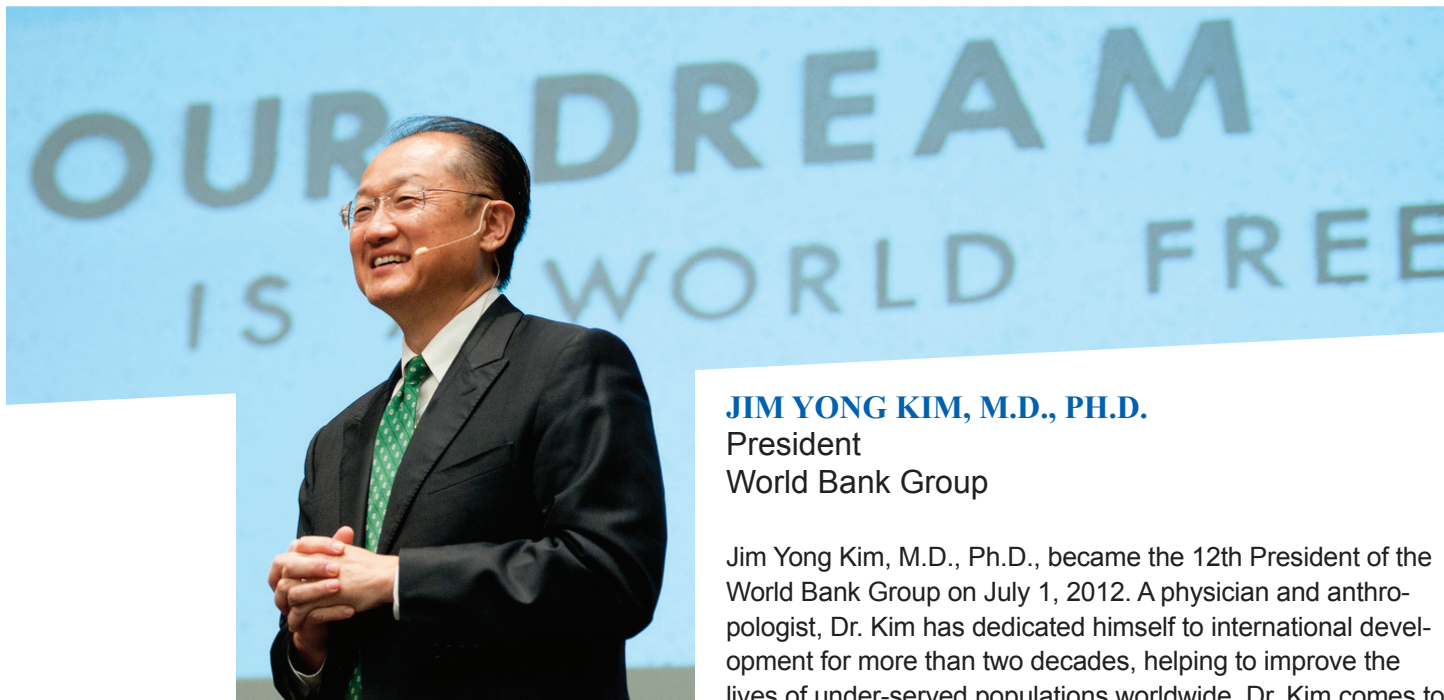 OUR DREAM
IS A WORLD FREE
JIM YONG KIM, M.D., PH.D.
President
World Bank Group
Jim Yong Kim, M.D., Ph.D., became the 12th President of the
World Bank Group on July 1, 2012. A physician and anthro-
pologist, Dr. Kim has dedicated himself to international devel-
opment for more than two decades, helping to improve the
lives of under-served populations worldwide. Dr. Kim comes to